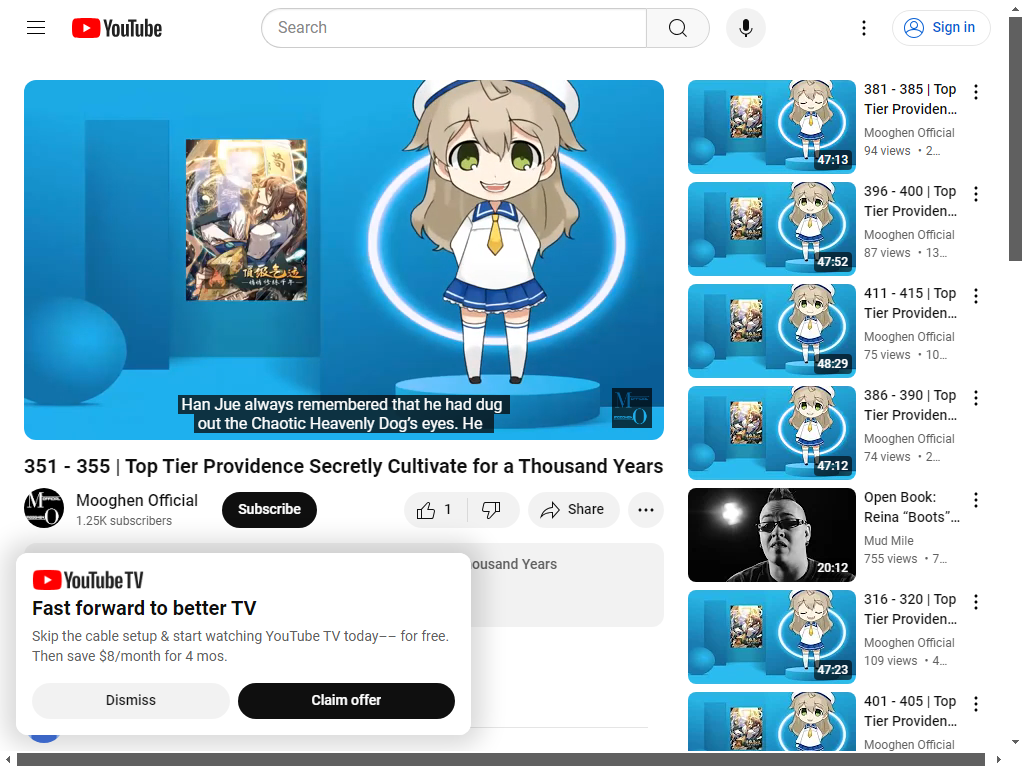 YouTube
Search
Sign in
頂級氣运
Han Jue always remembered that he had dug
out the Chaotic Heavenly Dog's eyes. He
351 - 355 | Top Tier Providence Secretly Cultivate for a Thousand Years
Mooghen Official
1.25K subscribers
Subscribe
1
Share
ousand Years
YouTube TV
Fast forward to better TV
Skip the cable setup & start watching YouTube TV today–– for free.
Then save $8/month for 4 mos.
Dismiss
Claim offer
381 - 385 | Top
Tier Providen...
Mooghen Official
94 views • 2...
47:13
396 - 400 | Top
Tier Providen...
Mooghen Official
87 views • 13...
47:52
411 - 415 | Top
Tier Providen...
Mooghen Official
75 views • 10...
48:29
386 - 390 | Top
Tier Providen...
Mooghen Official
74 views • 2...
47:12
Open Book:
Reina “Boots”...
Mud Mile
755 views • 7...
20:12
316 - 320 | Top
Tier Providen...
Mooghen Official
109 views • 4...
47:23
401 - 405 | Top
Tier Providen...
Mooghen Official